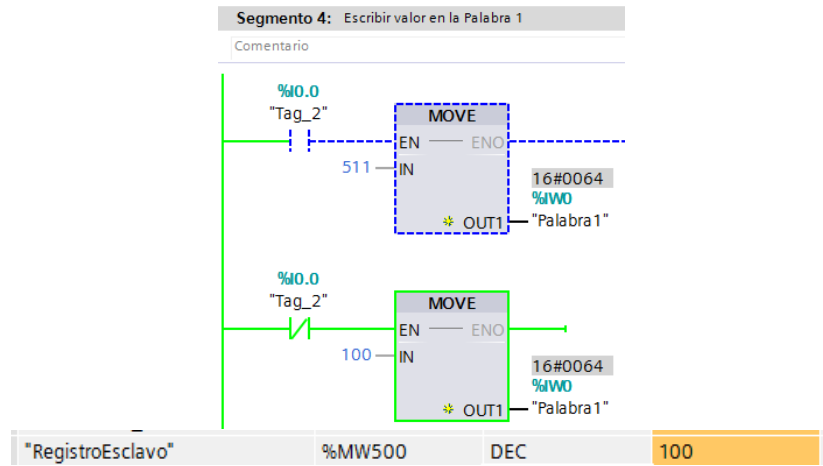 Segmento 4: Escribir valor en la Palabra 1
Comentario
%I0.0
"Tag_2"
MOVE
EN ENO
511 IN
16#0064
%IW0
OUT1 "Palabra1"
%I0.0
"Tag_2"
MOVE
EN ENO
100 IN
16#0064
%IW0
OUT1 "Palabra1"
"RegistroEsclavo" %MW500 DEC 100